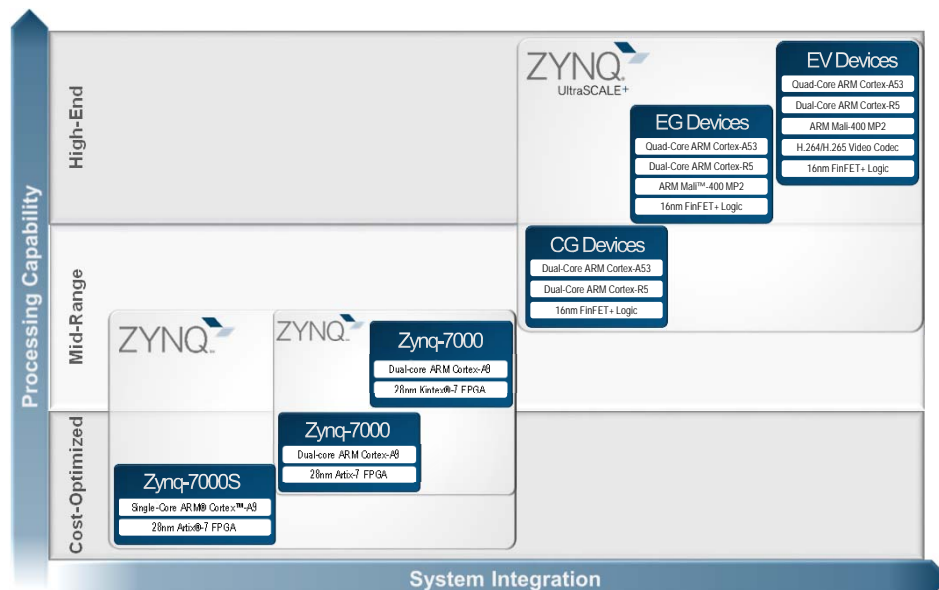 Processing Capability
High-End
Mid-Range
Cost-Optimized
System Integration
ZYNQ®
UltraSCALE+
EV Devices
Quad-Core ARM Cortex-A53
Dual-Core ARM Cortex-R5
ARM Mali-400 MP2
H.264/H.265 Video Codec
16nm FinFET+ Logic
EG Devices
Quad-Core ARM Cortex-A53
Dual-Core ARM Cortex-R5
ARM Mali™-400 MP2
16nm FinFET+ Logic
CG Devices
Dual-Core ARM Cortex-A53
Dual-Core ARM Cortex-R5
16nm FinFET+ Logic
ZYNQ™
ZYNQ™
Zynq-7000
Dual-core ARM Cortex-A9
28nm Kintex®-7 FPGA
Zynq-7000
Dual-core ARM Cortex-A9
28nm Artix-7 FPGA
Zynq-7000S
Single-Core ARM® Cortex™-A9
28nm Artix®-7 FPGA